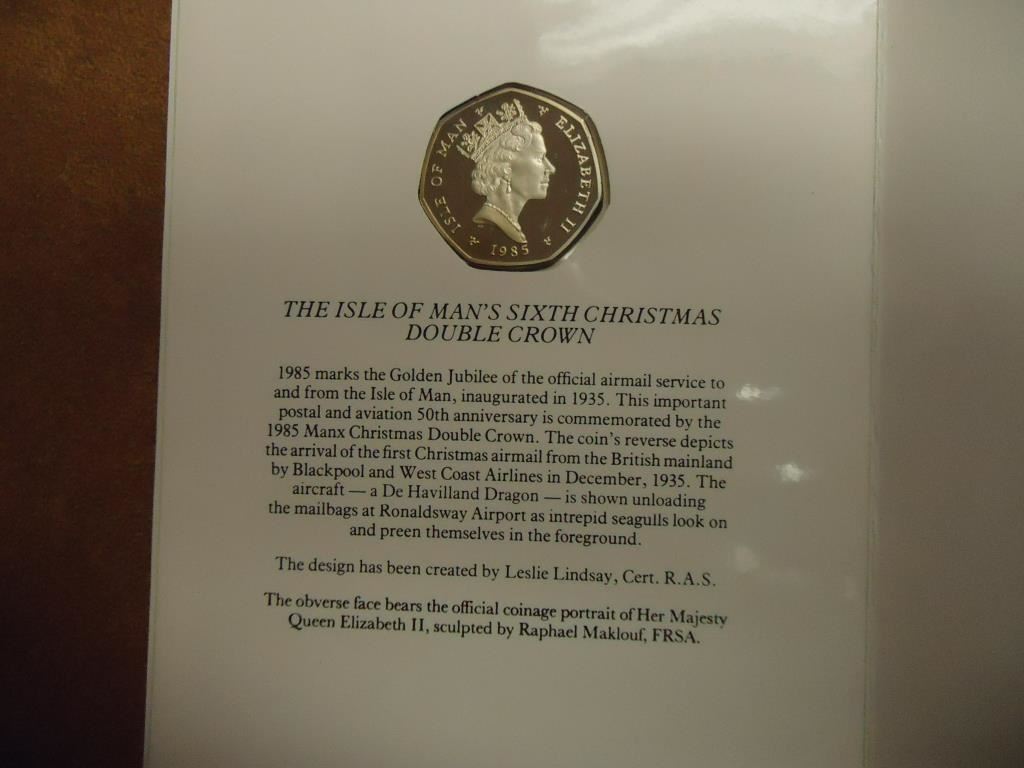 ISLE OF MAN
ELIZABETH II
1985
THE ISLE OF MAN'S SIXTH CHRISTMAS
DOUBLE CROWN
1985 marks the Golden Jubilee of the official airmail service to
and from the Isle of Man, inaugurated in 1935. This important
postal and aviation 50th anniversary is commemorated by the
1985 Manx Christmas Double Crown. The coin's reverse depicts
the arrival of the first Christmas airmail from the British mainland
by Blackpool and West Coast Airlines in December, 1935. The
aircraft — a De Havilland Dragon — is shown unloading
the mailbags at Ronaldsway Airport as intrepid seagulls look on
and preen themselves in the foreground.
The design has been created by Leslie Lindsay, Cert. R.A.S.
The obverse face bears the official coinage portrait of Her Majesty
Queen Elizabeth II, sculpted by Raphael Maklouf, FRSA.